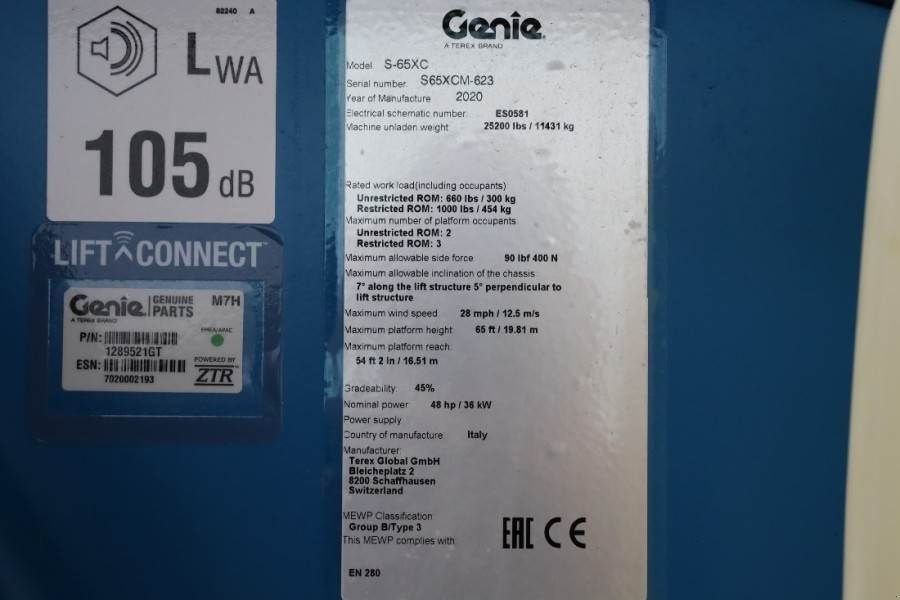 82240 A
LWA
105 dB
LIFT CONNECT
Genie
A TEREX BRAND
GENUINE
PARTS
M7H
EMEA/APAC
P/N:
1289521GT
ESN:
7020002193
POWERED BY
ZTR
Genie.
A TEREX BRAND
Model: S-65XC
Serial number: S65XCM-623
Year of Manufacture 2020
Electrical schematic number: ES0581
Machine unladen weight: 25200 lbs / 11431 kg
Rated work load(including occupants)
Unrestricted ROM: 660 lbs / 300 kg
Restricted ROM: 1000 lbs / 454 kg
Maximum number of platform occupants
Unrestricted ROM: 2
Restricted ROM: 3
Maximum allowable side force: 90 lbf 400 N
Maximum allowable inclination of the chassis:
7° along the lift structure 5° perpendicular to
lift structure
Maximum wind speed: 28 mph / 12.5 m/s
Maximum platform height: 65 ft / 19.81 m
Maximum platform reach:
54 ft 2 in / 16.51 m
Gradeability: 45%
Nominal power: 48 hp / 36 kW
Power supply
Country of manufacture: Italy
Manufacturer:
Terex Global GmbH
Bleicheplatz 2
8200 Schaffhausen
Switzerland
MEWP Classification:
Group B/Type 3
This MEWP complies with:
EAC CE
EN 280